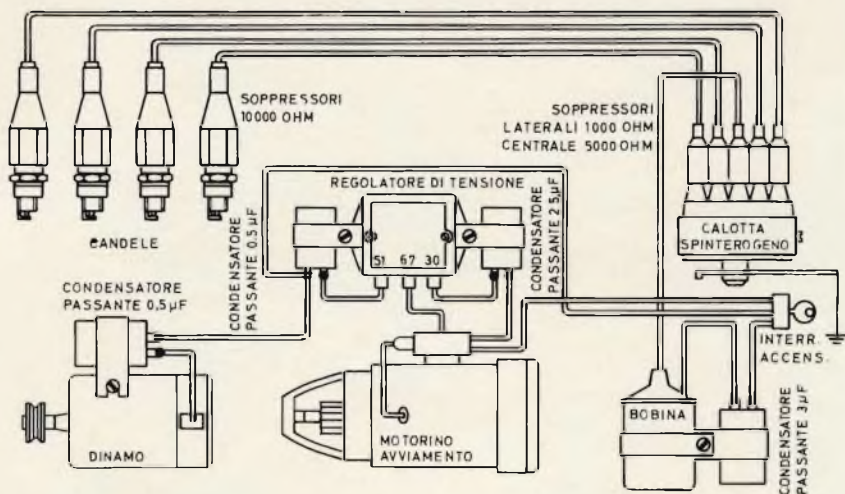 SOPPRESSORI
10000 OHM
SOPPRESSORI
LATERALI 1000 OHM
CENTRALE 5000 OHM
REGOLATORE DI TENSIONE
CANDELE
CONDENSATORE
PASSANTE 0,5 µF
CONDENSATORE
PASSANTE 0,5 µF
51 67 30
CONDENSATORE
PASSANTE 2 5µF
CALOTTA
SPINTEROGENO
INTERR.
ACCENS.
DINAMO
MOTORINO
AVVIAMENTO
BOBINA
CONDENSATORE
PASSANTE 3µF